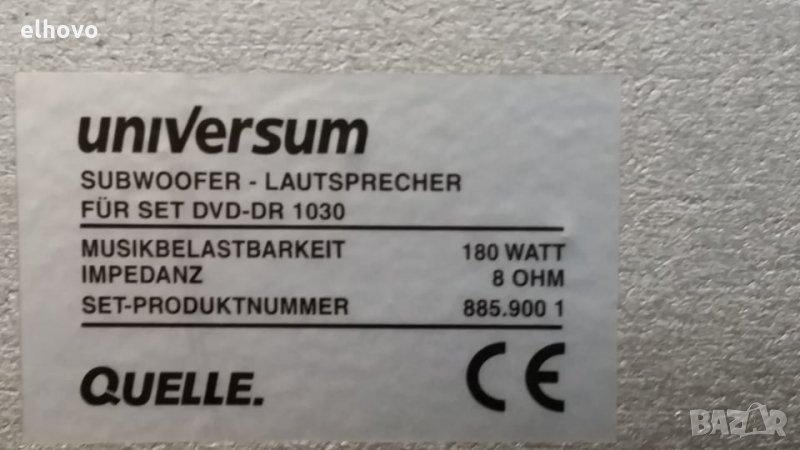 elhovo
universum
SUBWOOFER - LAUTSPRECHER
FÜR SET DVD-DR 1030
MUSIKBELASTBARKEIT 180 WATT
IMPEDANZ 8 OHM
SET-PRODUKTNUMMER 885.900 1
QUELLE. CE
BAZAR